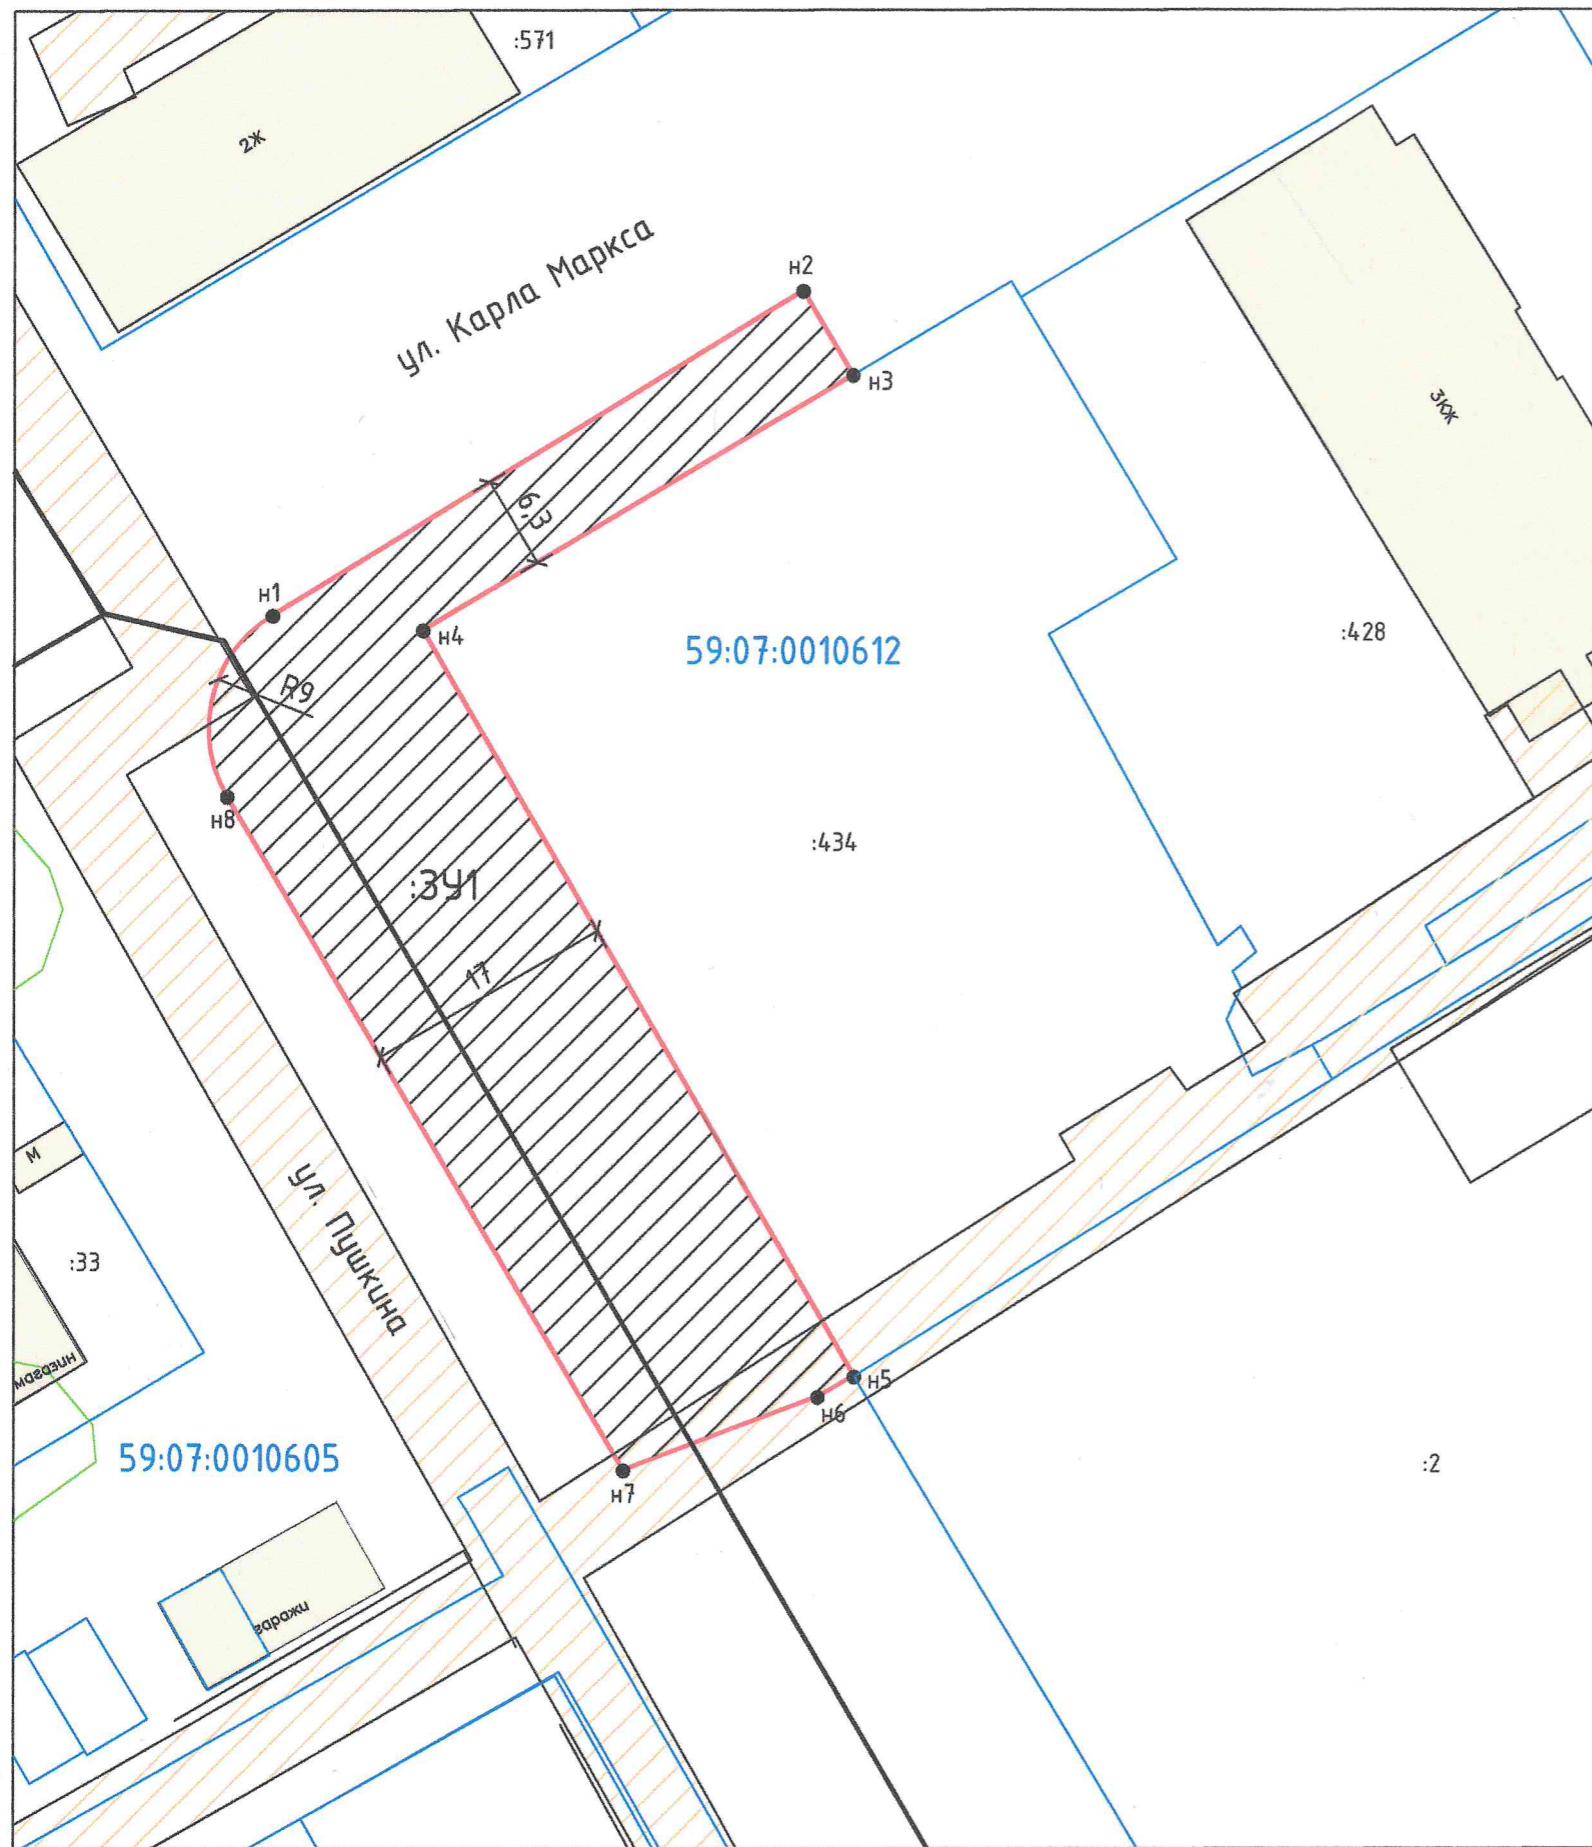 :571
2Ж
ул. Карла Маркса
н2
н3
3КЖ
6,3
н1
н4
59:07:0010612
:428
R9
н8
:434
:ЗУ1
17
М
ул. Пушкина
:33
н5
н6
59:07:0010605
:2
н7
гаражи